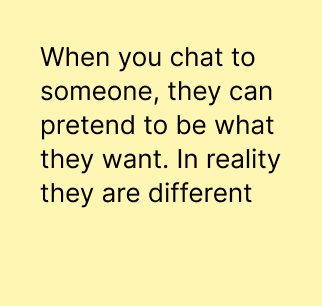 When you chat to
someone, they can
pretend to be what
they want. In reality
they are different